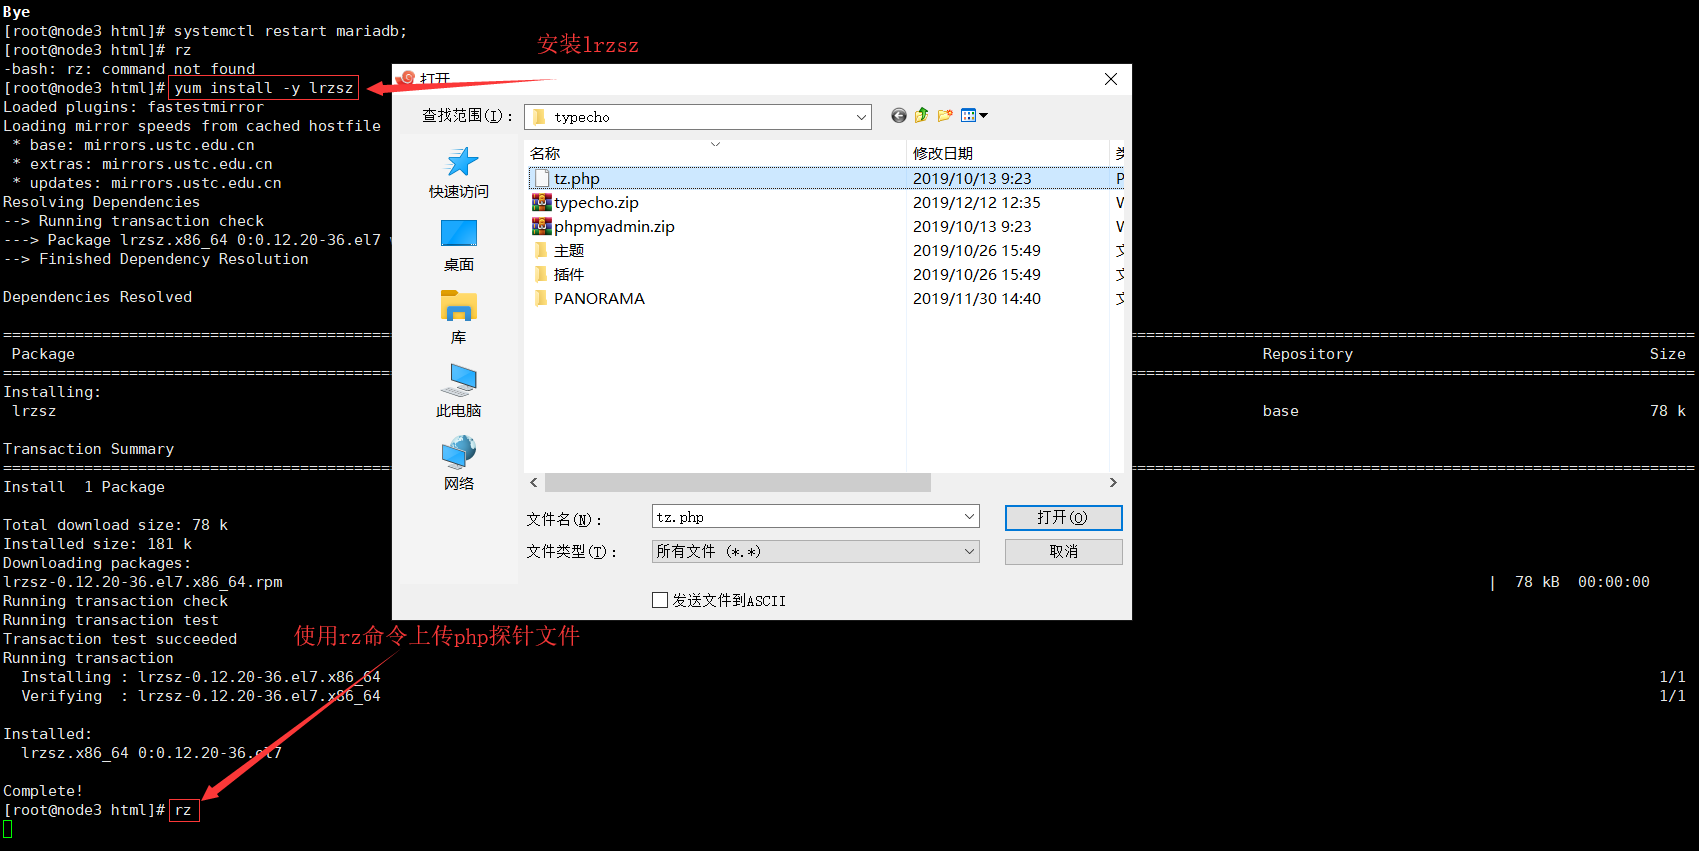 Bye
[root@node3 html]# systemctl restart mariadb;
[root@node3 html]# rz
-bash: rz: command not found
[root@node3 html]# yum install -y lrzsz
Loaded plugins: fastestmirror
Loading mirror speeds from cached hostfile
* base: mirrors.ustc.edu.cn
* extras: mirrors.ustc.edu.cn
* updates: mirrors.ustc.edu.cn
Resolving Dependencies
--> Running transaction check
---> Package lrzsz.x86_64 0:0.12.20-36.el7
--> Finished Dependency Resolution
Dependencies Resolved
Package Repository Size
Installing:
lrzsz base 78 k
Transaction Summary
Install  1 Package
Total download size: 78 k
Installed size: 181 k
Downloading packages:
lrzsz-0.12.20-36.el7.x86_64.rpm | 78 kB 00:00:00
Running transaction check
Running transaction test
Transaction test succeeded
Running transaction
Installing : lrzsz-0.12.20-36.el7.x86_64 1/1
Verifying  : lrzsz-0.12.20-36.el7.x86_64 1/1
Installed:
lrzsz.x86_64 0:0.12.20-36.el7
Complete!
[root@node3 html]# rz
安装lrzsz
使用rz命令上传php探针文件
打开
查找范围(I):
typecho
快速访问
桌面
库
此电脑
网络
名称 修改日期
tz.php 2019/10/13 9:23
typecho.zip 2019/12/12 12:35
phpmyadmin.zip 2019/10/13 9:23
主题 2019/10/26 15:49
插件 2019/10/26 15:49
PANORAMA 2019/11/30 14:40
文件名(N): tz.php 打开(O)
文件类型(T): 所有文件 (*.*) 取消
发送文件到ASCII